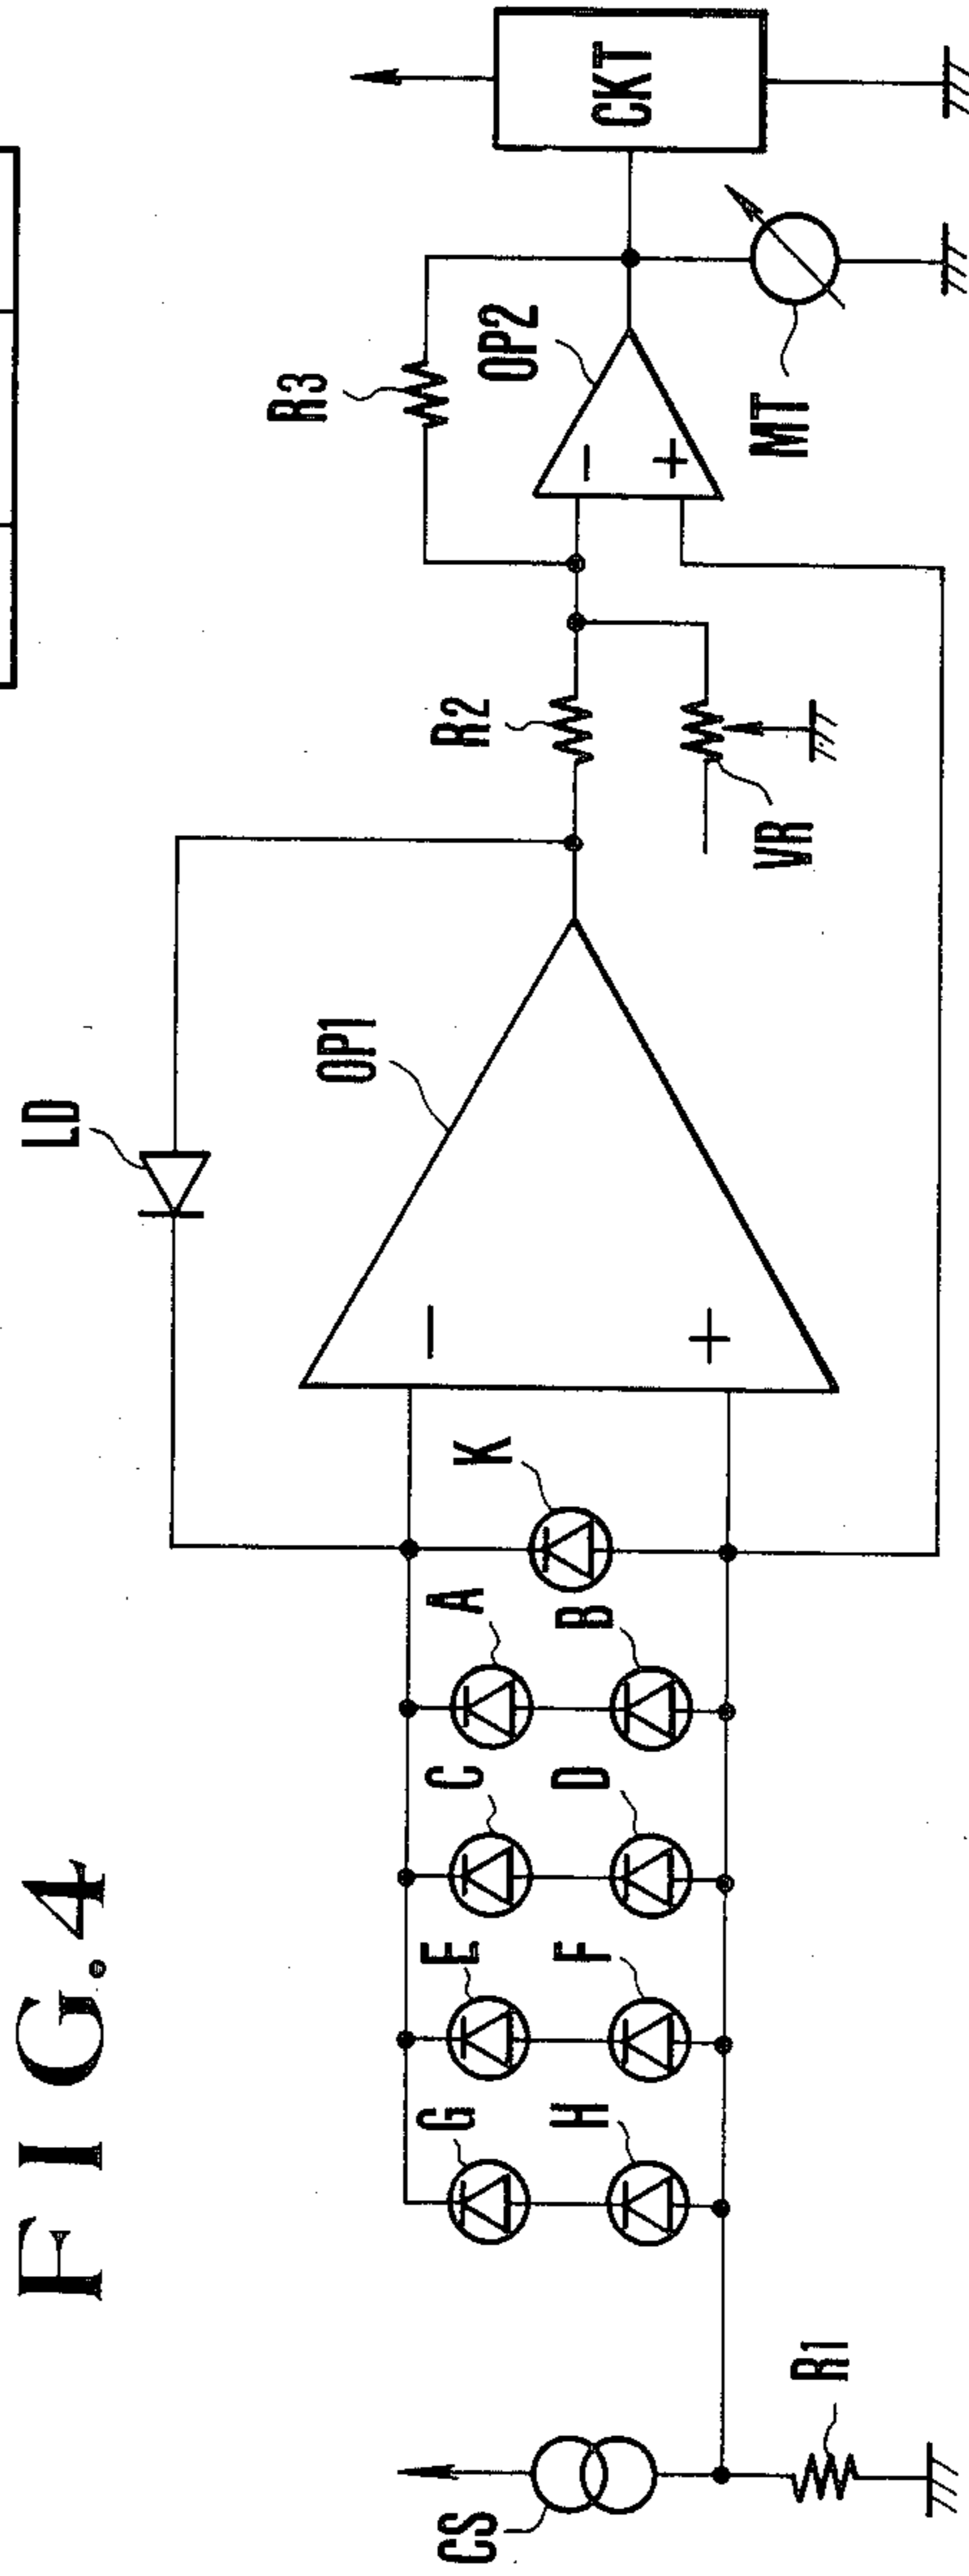 FIG.4
LD
OP1
R3
R2
OP2
CKT
VR
MT
K
A
B
C
D
E
F
G
H
CS
R1
−
+
−
+